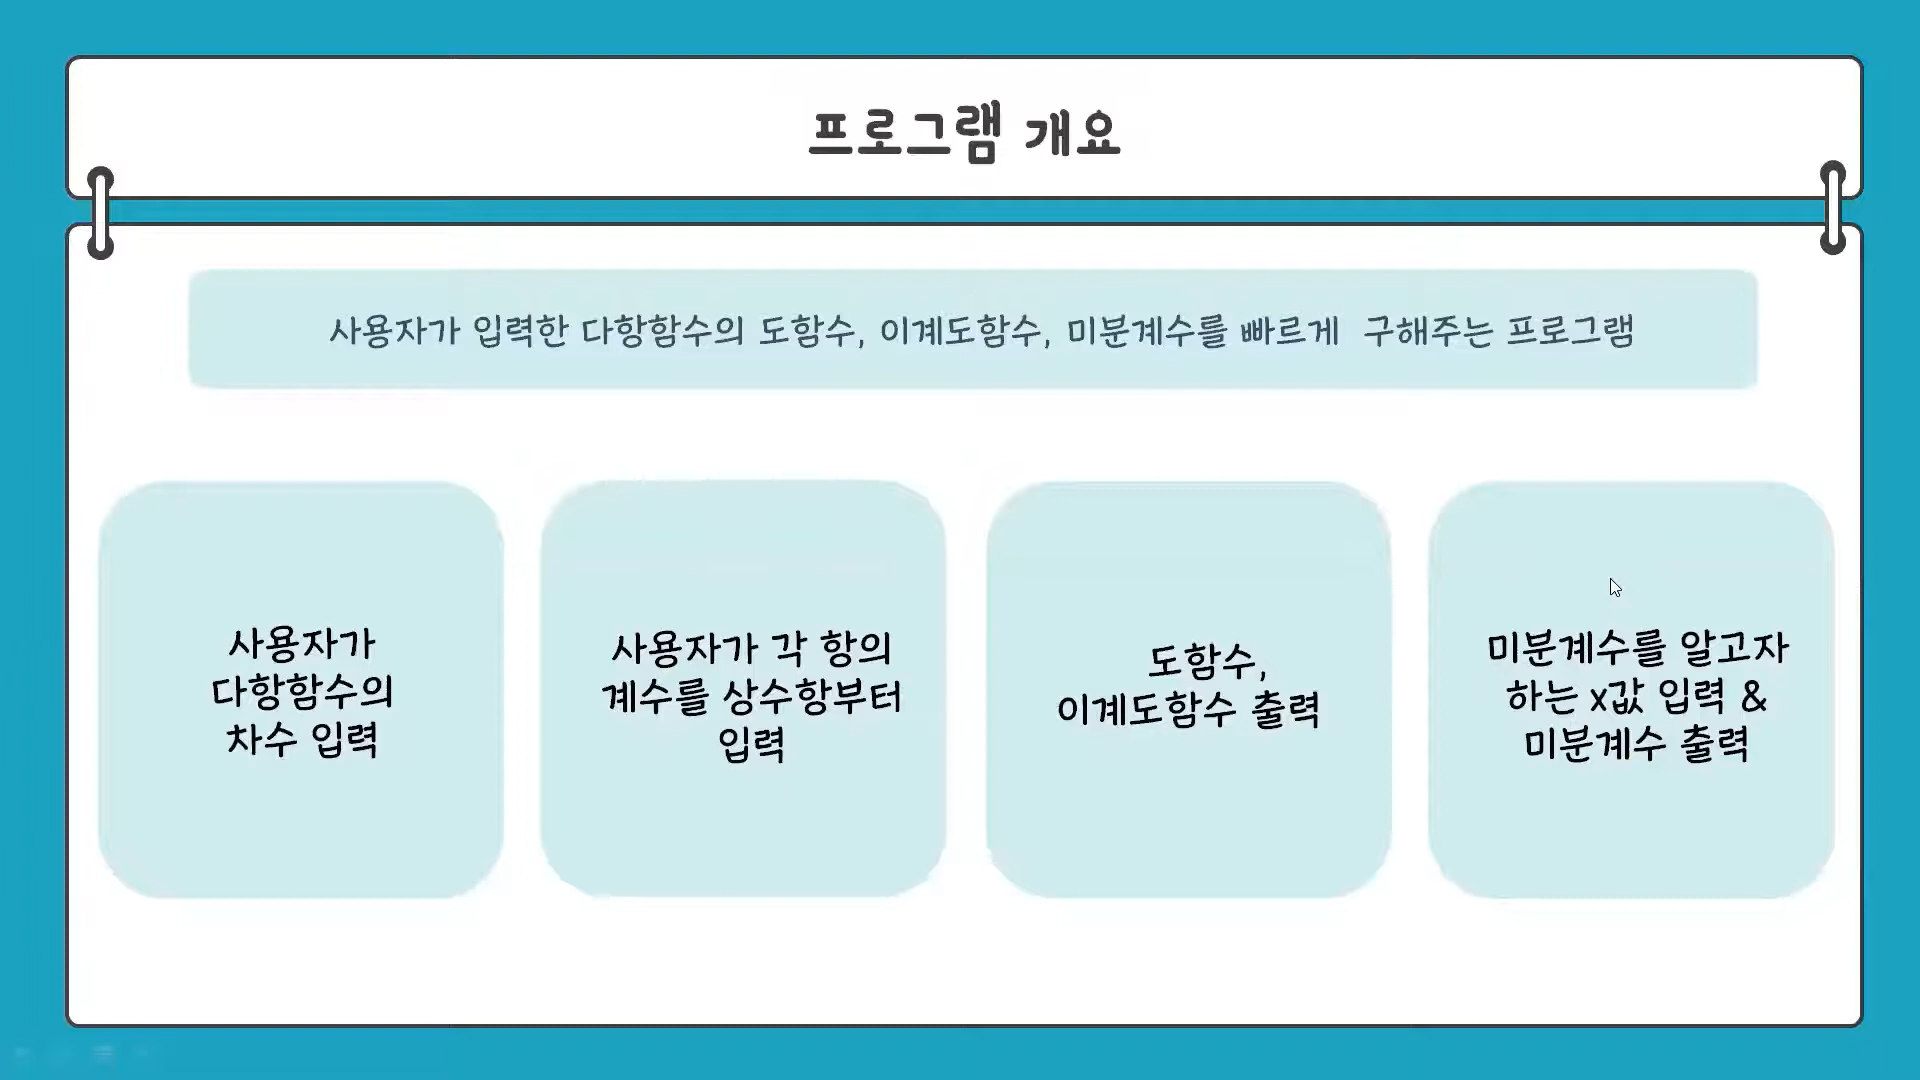 프로그램 개요
사용자가 입력한 다항함수의 도함수, 이계도함수, 미분계수를 빠르게 구해주는 프로그램
사용자가
다항함수의
차수 입력
사용자가 각 항의
계수를 상수항부터
입력
도함수,
이계도함수 출력
미분계수를 알고자
하는 x값 입력 &
미분계수 출력